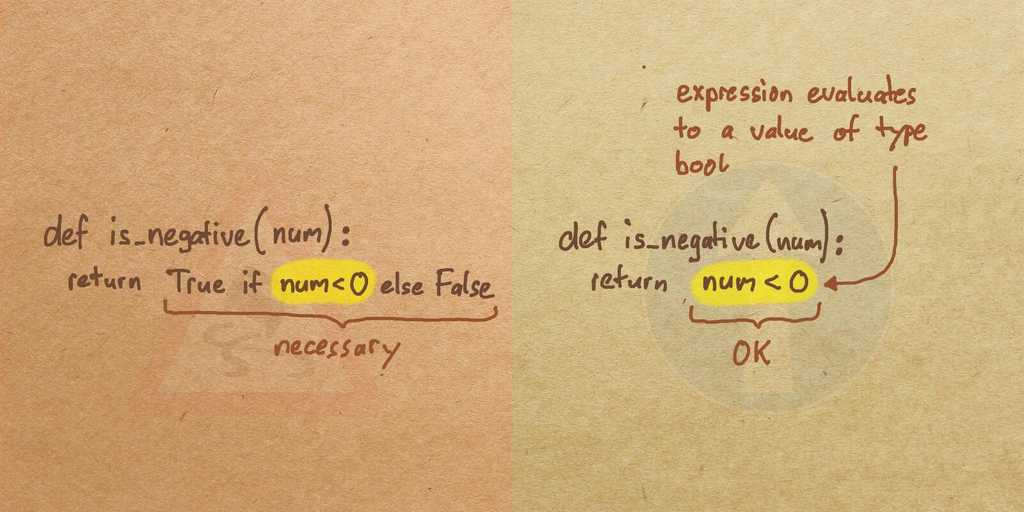 def is_negative(num):
return True if num<0 else False
necessary
expression evaluates
to a value of type
bool
def is_negative(num):
return num < 0
OK